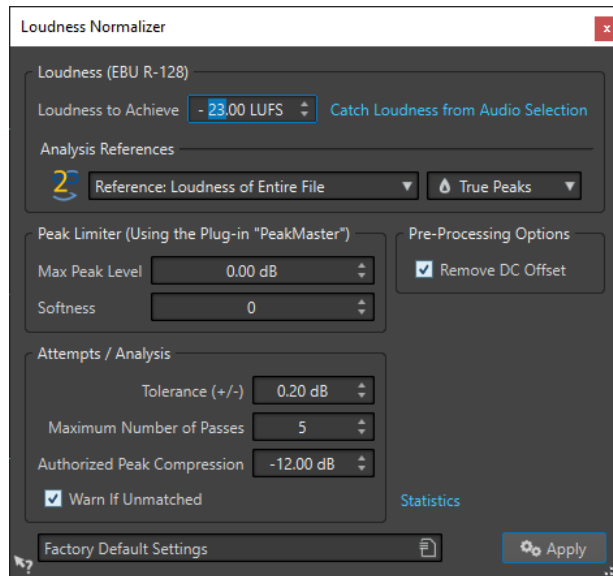 Loudness Normalizer
x
Loudness (EBU R-128)
Loudness to Achieve - 23.00 LUFS Catch Loudness from Audio Selection
Analysis References
2 Reference: Loudness of Entire File True Peaks
Peak Limiter (Using the Plug-in "PeakMaster")
Pre-Processing Options
Max Peak Level 0.00 dB
Remove DC Offset
Softness 0
Attempts / Analysis
Tolerance (+/-) 0.20 dB
Maximum Number of Passes 5
Authorized Peak Compression -12.00 dB
Warn If Unmatched
Statistics
Factory Default Settings
Apply
?